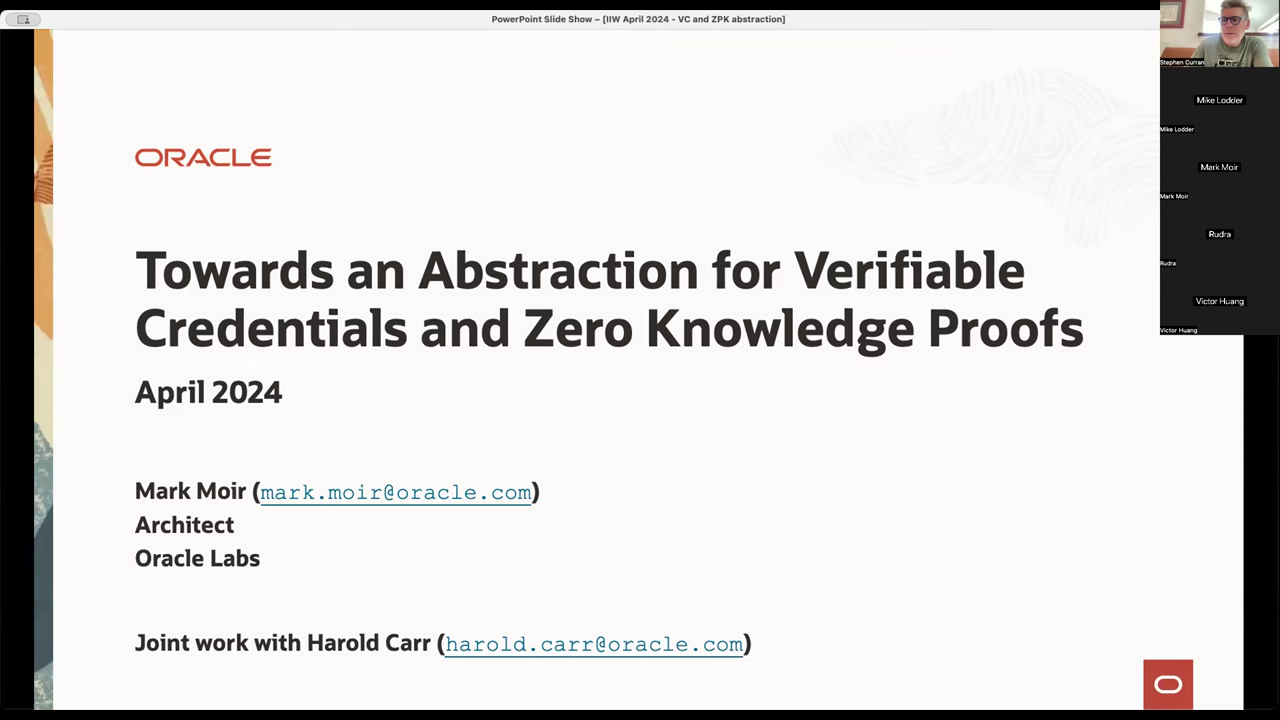 PowerPoint Slide Show – [IIW April 2024 - VC and ZPK abstraction]
ORACLE
Towards an Abstraction for Verifiable
Credentials and Zero Knowledge Proofs
April 2024
Mark Moir (mark.moir@oracle.com)
Architect
Oracle Labs
Joint work with Harold Carr (harold.carr@oracle.com)
Stephen Curran
Mike Lodder
Mike Lodder
Mark Moir
Mark Moir
Rudra
Rudra
Victor Huang
Victor Huang